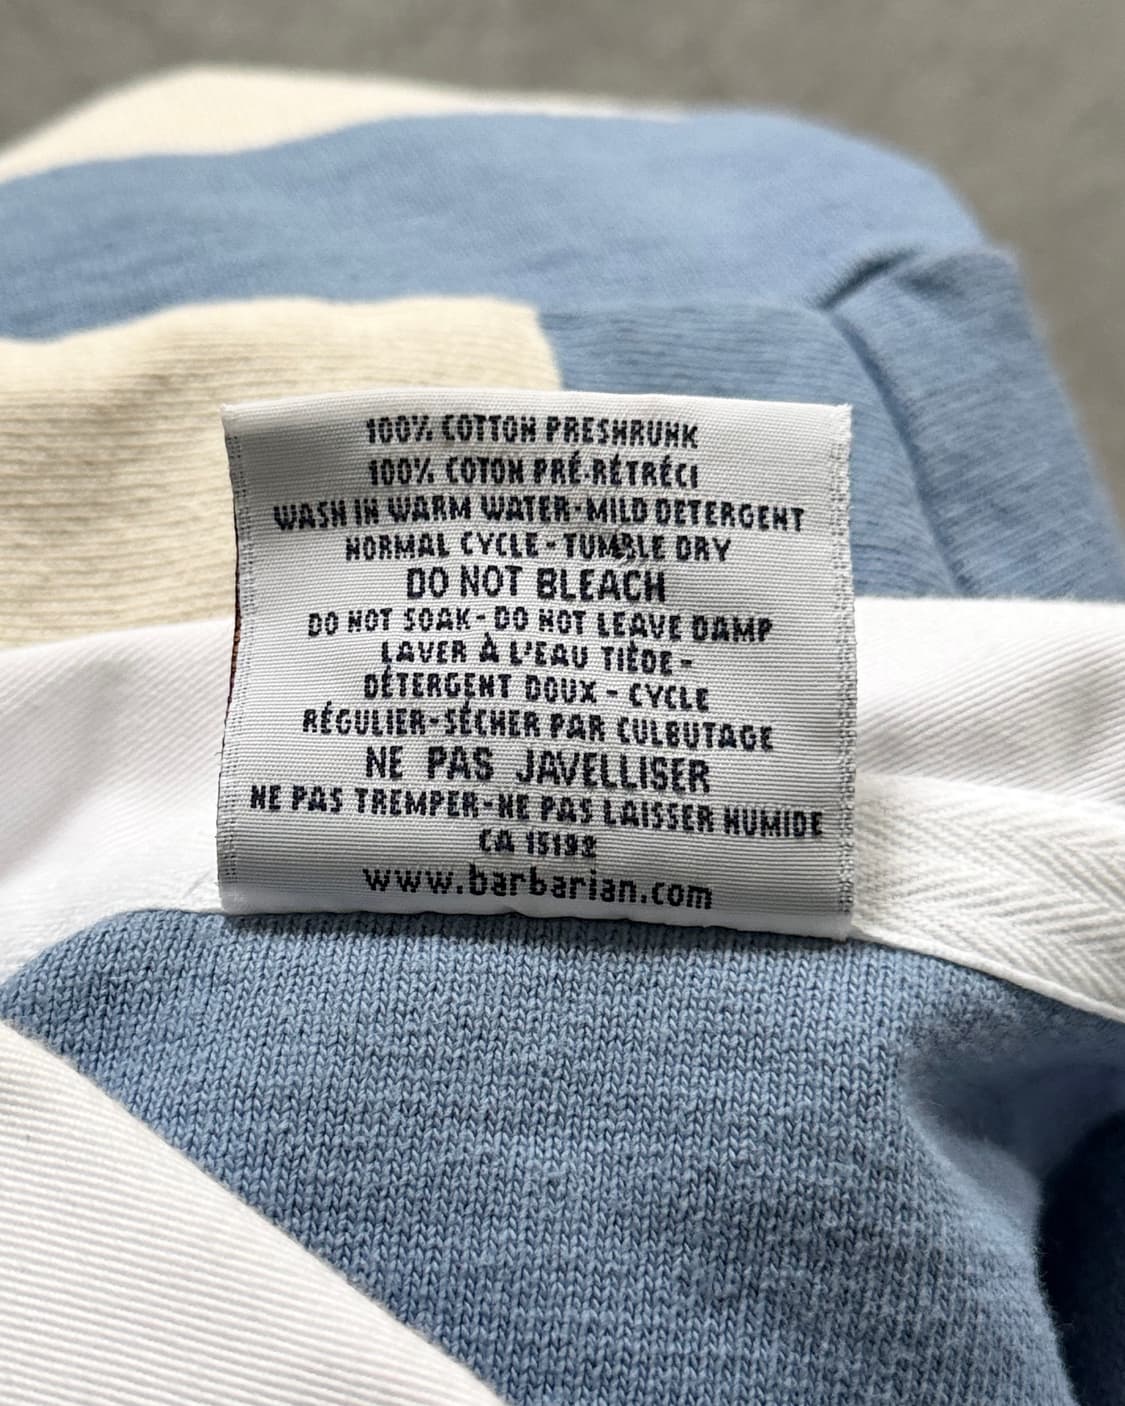 100% COTTON PRESHRUNK
100% COTON PRÉ-RÉTRÉCI
WASH IN WARM WATER-MILD DETERGENT
NORMAL CYCLE - TUMBLE DRY
DO NOT BLEACH
DO NOT SOAK - DO NOT LEAVE DAMP
LAVER À L'EAU TIÈDE -
DÉTERGENT DOUX - CYCLE
RÉGULIER-SÉCHER PAR CULBUTAGE
NE PAS JAVELLISER
NE PAS TREMPER-NE PAS LAISSER HUMIDE
CA 15192
www.barbarian.com